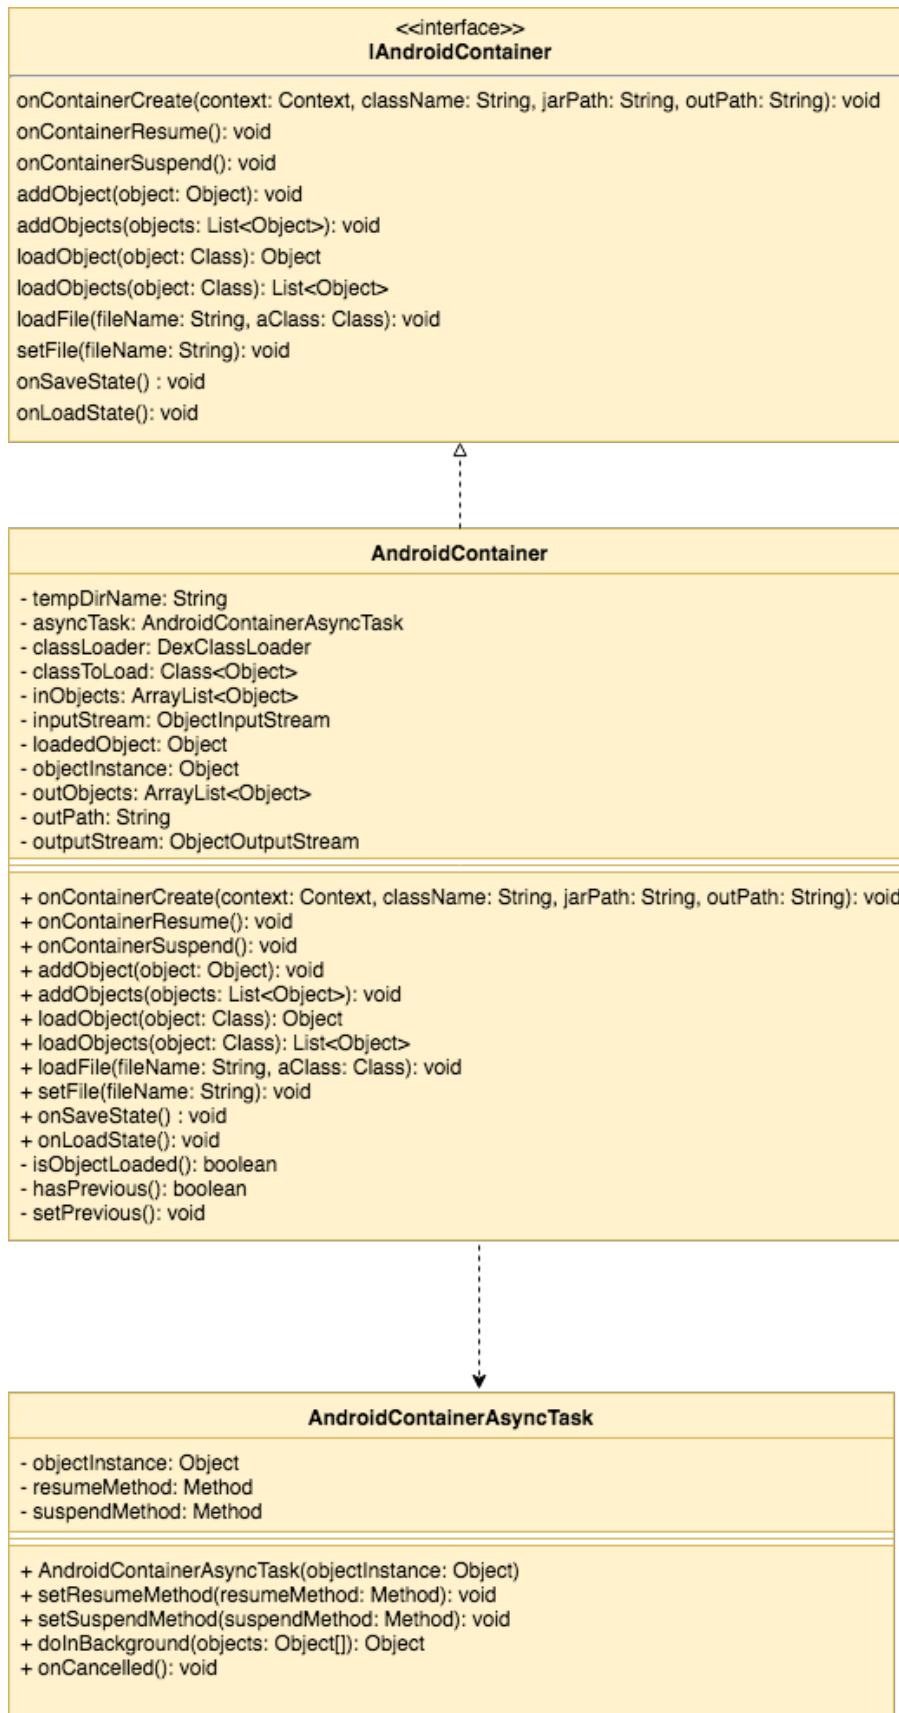 <<interface>>
IAndroidContainer
onContainerCreate(context: Context, className: String, jarPath: String, outPath: String): void
onContainerResume(): void
onContainerSuspend(): void
addObject(object: Object): void
addObjects(objects: List<Object>): void
loadObject(object: Class): Object
loadObjects(object: Class): List<Object>
loadFile(fileName: String, aClass: Class): void
setFile(fileName: String): void
onSaveState() : void
onLoadState(): void
AndroidContainer
- tempDirName: String
- asyncTask: AndroidContainerAsyncTask
- classLoader: DexClassLoader
- classToLoad: Class<Object>
- inObjects: ArrayList<Object>
- inputStream: ObjectInputStream
- loadedObject: Object
- objectInstance: Object
- outObjects: ArrayList<Object>
- outPath: String
- outputStream: ObjectOutputStream
+ onContainerCreate(context: Context, className: String, jarPath: String, outPath: String): void
+ onContainerResume(): void
+ onContainerSuspend(): void
+ addObject(object: Object): void
+ addObjects(objects: List<Object>): void
+ loadObject(object: Class): Object
+ loadObjects(object: Class): List<Object>
+ loadFile(fileName: String, aClass: Class): void
+ setFile(fileName: String): void
+ onSaveState() : void
+ onLoadState(): void
- isObjectLoaded(): boolean
- hasPrevious(): boolean
- setPrevious(): void
AndroidContainerAsyncTask
- objectInstance: Object
- resumeMethod: Method
- suspendMethod: Method
+ AndroidContainerAsyncTask(objectInstance: Object)
+ setResumeMethod(resumeMethod: Method): void
+ setSuspendMethod(suspendMethod: Method): void
+ doInBackground(objects: Object[]): Object
+ onCancelled(): void